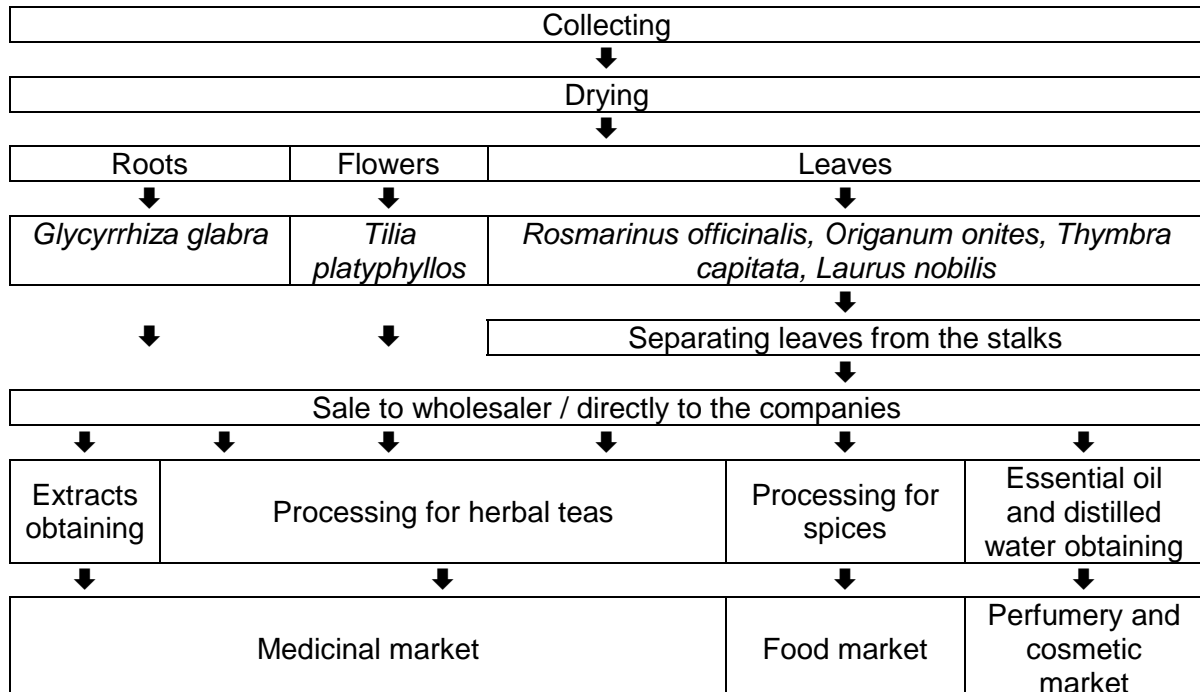 Collecting
Drying
Roots
Flowers
Leaves
Glycyrrhiza glabra
Tilia
platyphyllos
Rosmarinus officinalis, Origanum onites, Thymbra
capitata, Laurus nobilis
Separating leaves from the stalks
Sale to wholesaler / directly to the companies
Extracts
obtaining
Processing for herbal teas
Processing for
spices
Essential oil
and distilled
water obtaining
Medicinal market
Food market
Perfumery and
cosmetic
market